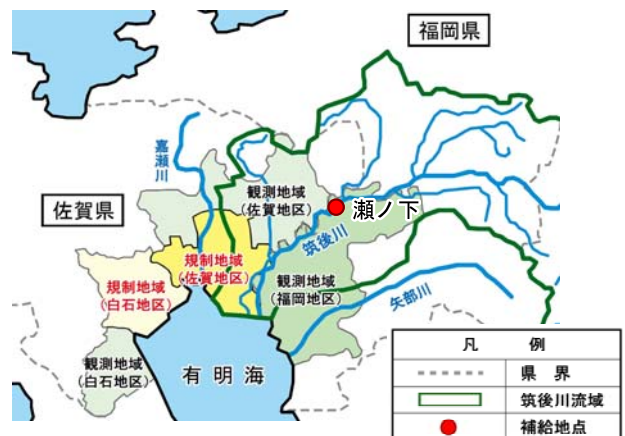 福岡県
嘉瀬川
佐賀県
観測地域
(佐賀地区)
瀬ノ下
筑後川
規制地域
(佐賀地区)
規制地域
(白石地区)
観測地域
(福岡地区)
矢部川
観測地域
(白石地区)
有明海
凡 例
県 界
筑後川流域
補給地点